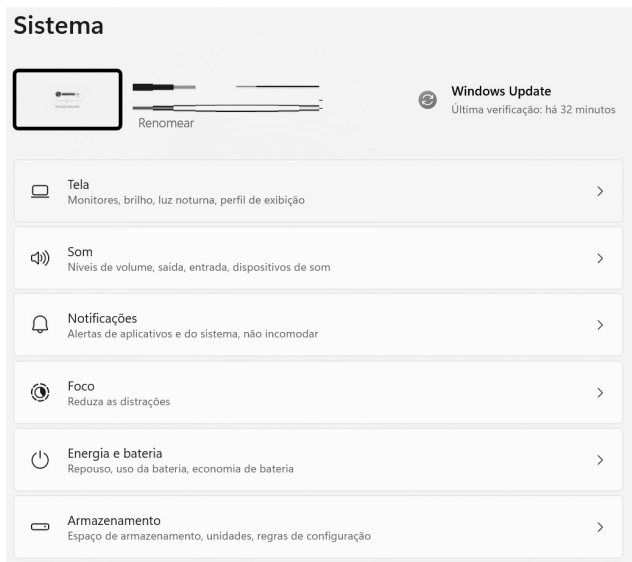 Sistema
Renomear
Windows Update
Última verificação: há 32 minutos
Tela
Monitores, brilho, luz noturna, perfil de exibição
Som
Níveis de volume, saída, entrada, dispositivos de som
Notificações
Alertas de aplicativos e do sistema, não incomodar
Foco
Reduza as distrações
Energia e bateria
Repouso, uso da bateria, economia de bateria
Armazenamento
Espaço de armazenamento, unidades, regras de configuração